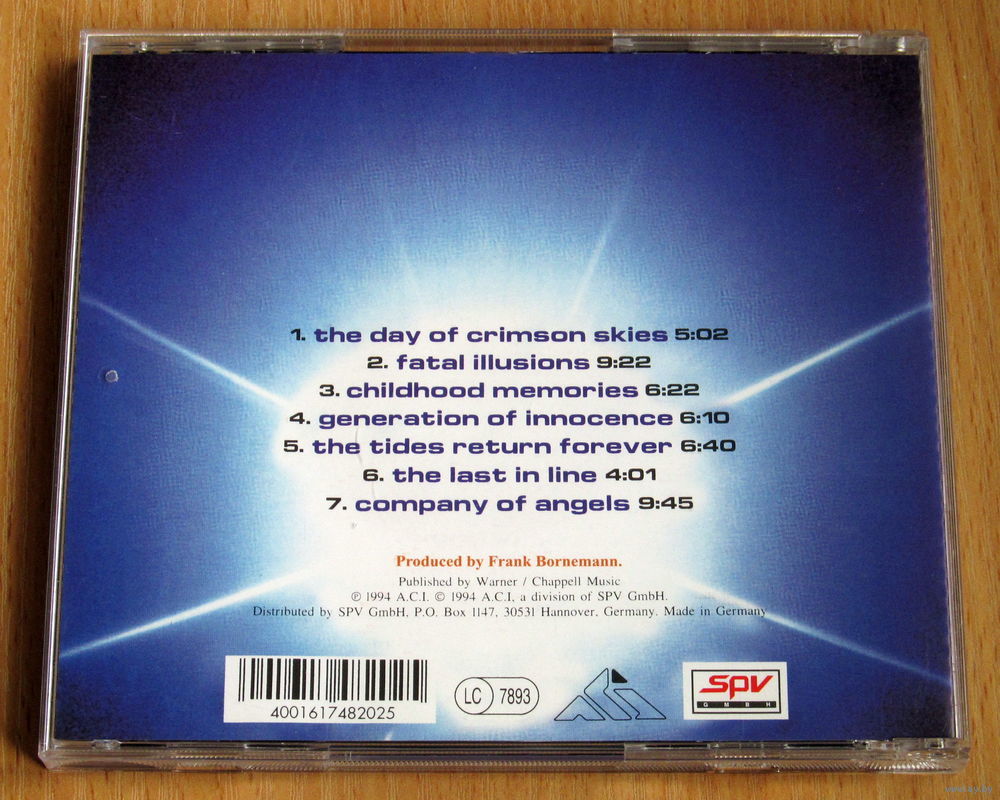 1. the day of crimson skies 5:02
2. fatal illusions 9:22
3. childhood memories 6:22
4. generation of innocence 6:10
5. the tides return forever 6:40
6. the last in line 4:01
7. company of angels 9:45
Produced by Frank Bornemann.
Published by Warner / Chappell Music
℗ 1994 A.C.I. © 1994 A.C.I, a division of SPV GmbH.
Distributed by SPV GmbH, P.O. Box 1147, 30531 Hannover, Germany. Made in Germany
4001617482025
LC 7893
SPV
GMBH